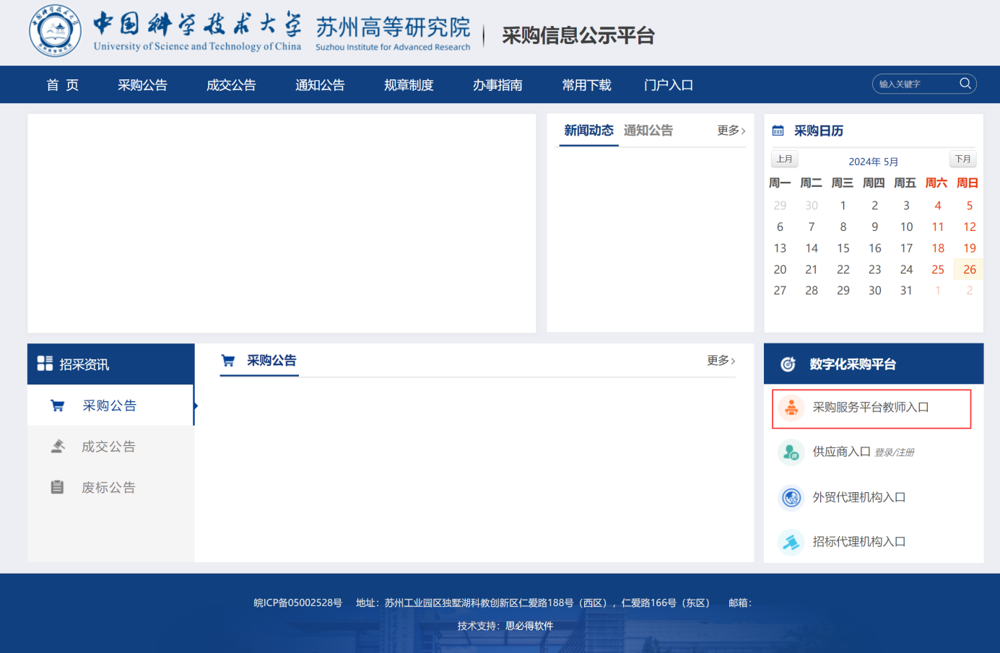 中国科学技术大学 苏州高等研究院 采购信息公示平台
University of Science and Technology of China Suzhou Institute for Advanced Research
首 页 采购公告 成交公告 通知公告 规章制度 办事指南 常用下载 门户入口 输入关键字
新闻动态 通知公告 更多
采购日历
上月 2024年 5月 下月
周一 周二 周三 周四 周五 周六 周日
29 30 1 2 3 4 5
6 7 8 9 10 11 12
13 14 15 16 17 18 19
20 21 22 23 24 25 26
27 28 29 30 31 1 2
招采资讯
采购公告
成交公告
废标公告
采购公告 更多
数字化采购平台
采购服务平台教师入口
供应商入口 登录/注册
外贸代理机构入口
招标代理机构入口
皖ICP备05002528号 地址：苏州工业园区独墅湖科教创新区仁爱路188号（西区），仁爱路166号（东区） 邮箱：
技术支持：思必得软件